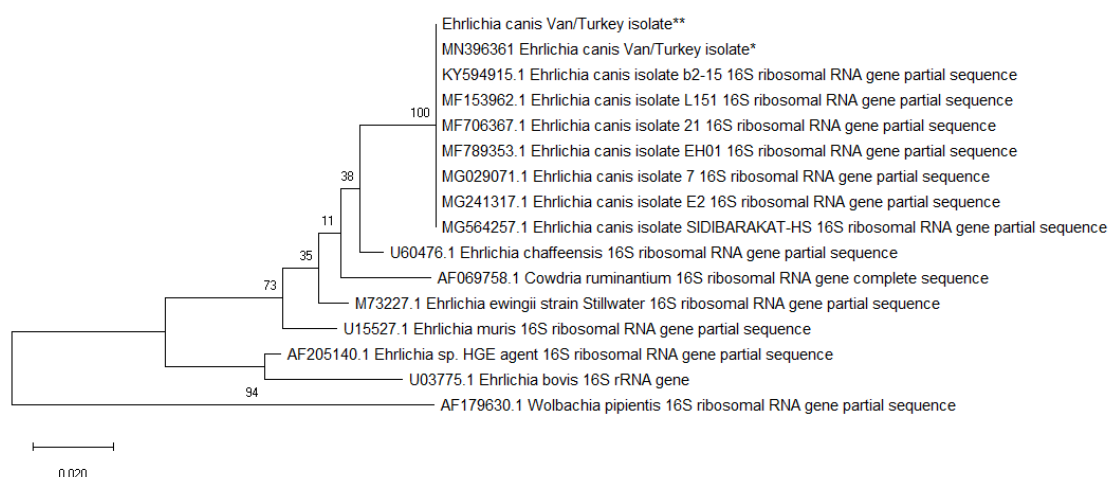 Ehrlichia canis Van/Turkey isolate**
MN396361 Ehrlichia canis Van/Turkey isolate*
KY594915.1 Ehrlichia canis isolate b2-15 16S ribosomal RNA gene partial sequence
MF153962.1 Ehrlichia canis isolate L151 16S ribosomal RNA gene partial sequence
100
MF706367.1 Ehrlichia canis isolate 21 16S ribosomal RNA gene partial sequence
MF789353.1 Ehrlichia canis isolate EH01 16S ribosomal RNA gene partial sequence
38
MG029071.1 Ehrlichia canis isolate 7 16S ribosomal RNA gene partial sequence
MG241317.1 Ehrlichia canis isolate E2 16S ribosomal RNA gene partial sequence
11
MG564257.1 Ehrlichia canis isolate SIDIBARAKAT-HS 16S ribosomal RNA gene partial sequence
35
U60476.1 Ehrlichia chaffeensis 16S ribosomal RNA gene partial sequence
73
AF069758.1 Cowdria ruminantium 16S ribosomal RNA gene complete sequence
M73227.1 Ehrlichia ewingii strain Stillwater 16S ribosomal RNA gene partial sequence
U15527.1 Ehrlichia muris 16S ribosomal RNA gene partial sequence
AF205140.1 Ehrlichia sp. HGE agent 16S ribosomal RNA gene partial sequence
U03775.1 Ehrlichia bovis 16S rRNA gene
94
AF179630.1 Wolbachia pipientis 16S ribosomal RNA gene partial sequence
0.020